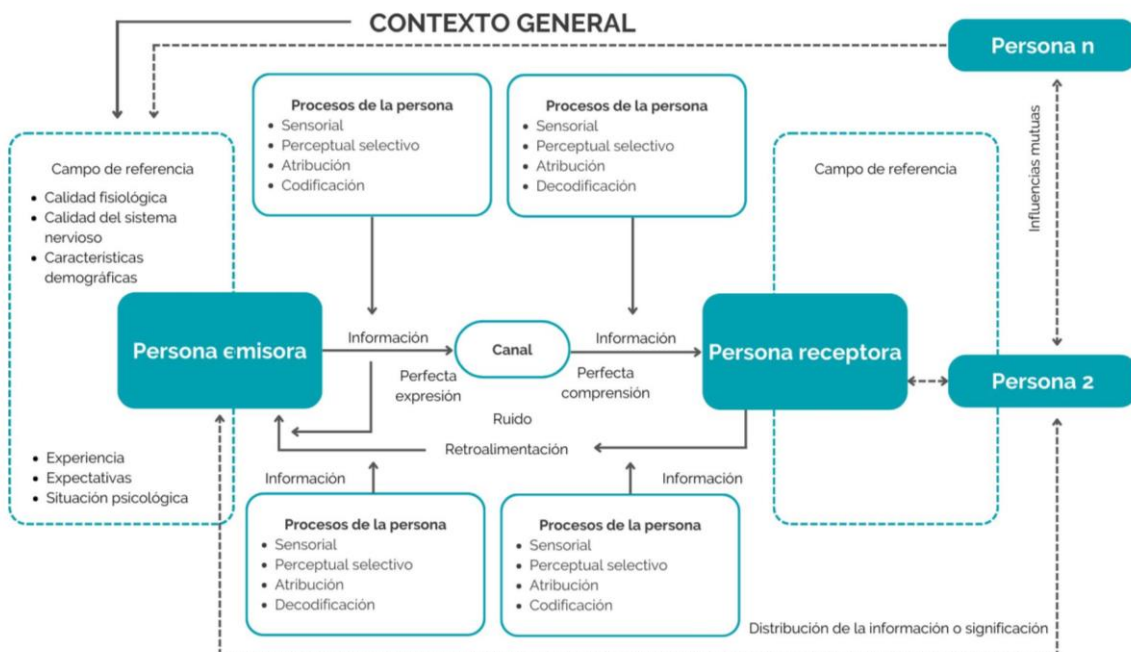 CONTEXTO GENERAL
Persona n
Procesos de la persona
Sensorial
Perceptual selectivo
Atribución
Codificación
Procesos de la persona
Sensorial
Perceptual selectivo
Atribución
Decodificación
Influencias mutuas
Campo de referencia
Calidad fisiológica
Calidad del sistema
nervioso
Características
demográficas
Campo de referencia
Persona emisora
Información
Perfecta
expresión
Canal
Información
Perfecta
comprensión
Persona receptora
Persona 2
Ruido
Retroalimentación
Experiencia
Expectativas
Situación psicológica
Información
Información
Procesos de la persona
Sensorial
Perceptual selectivo
Atribución
Decodificación
Procesos de la persona
Sensorial
Perceptual selectivo
Atribución
Codificación
Distribución de la información o significación